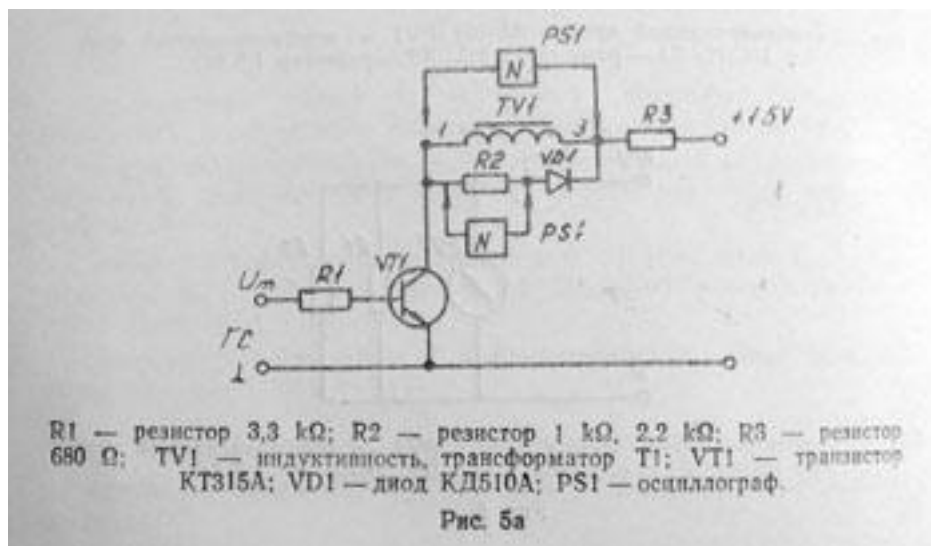 PS1
N
TV1
1 3 R3 +15V
R2 VD1
N PS1
VT1
Um R1
ГС
⊥
R1 — резистор 3,3 kΩ; R2 — резистор 1 kΩ, 2,2 kΩ; R3 — резистор
680 Ω; TV1 — индуктивность, трансформатор Т1; VT1 — транзистор
КТ315А; VD1 — диод КД510А; PS1 — осциллограф.
Рис. 5а